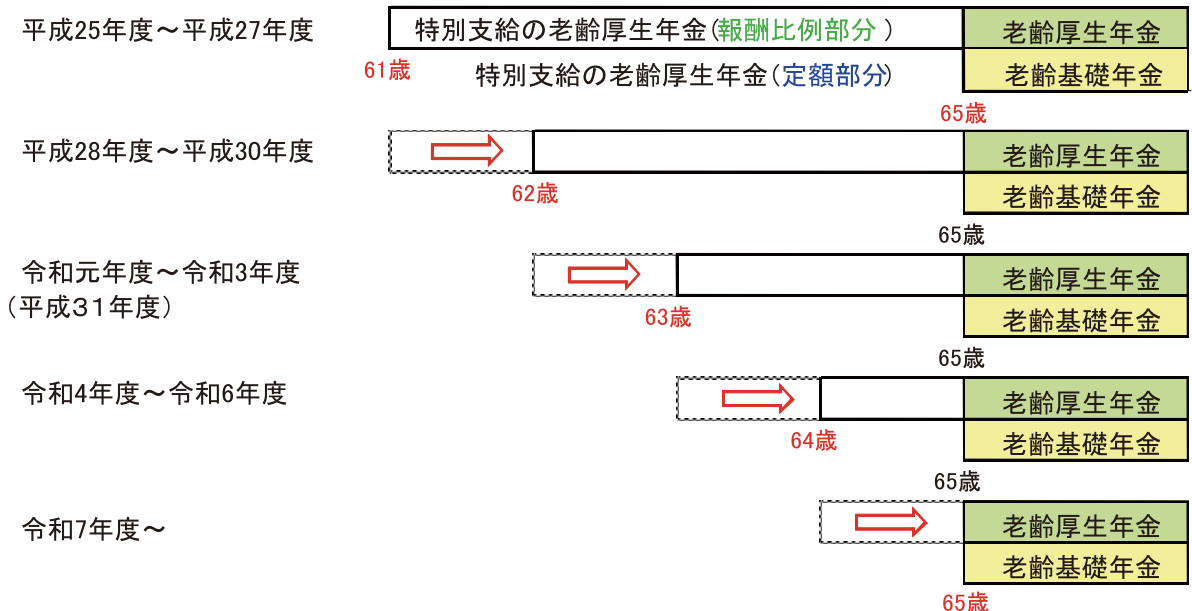 平成25年度～平成27年度
特別支給の老齢厚生年金(報酬比例部分)
老齢厚生年金
61歳
特別支給の老齢厚生年金(定額部分)
老齢基礎年金
65歳
平成28年度～平成30年度
老齢厚生年金
62歳
老齢基礎年金
65歳
令和元年度～令和3年度
(平成31年度)
老齢厚生年金
63歳
老齢基礎年金
65歳
令和4年度～令和6年度
老齢厚生年金
64歳
老齢基礎年金
65歳
令和7年度～
老齢厚生年金
老齢基礎年金
65歳